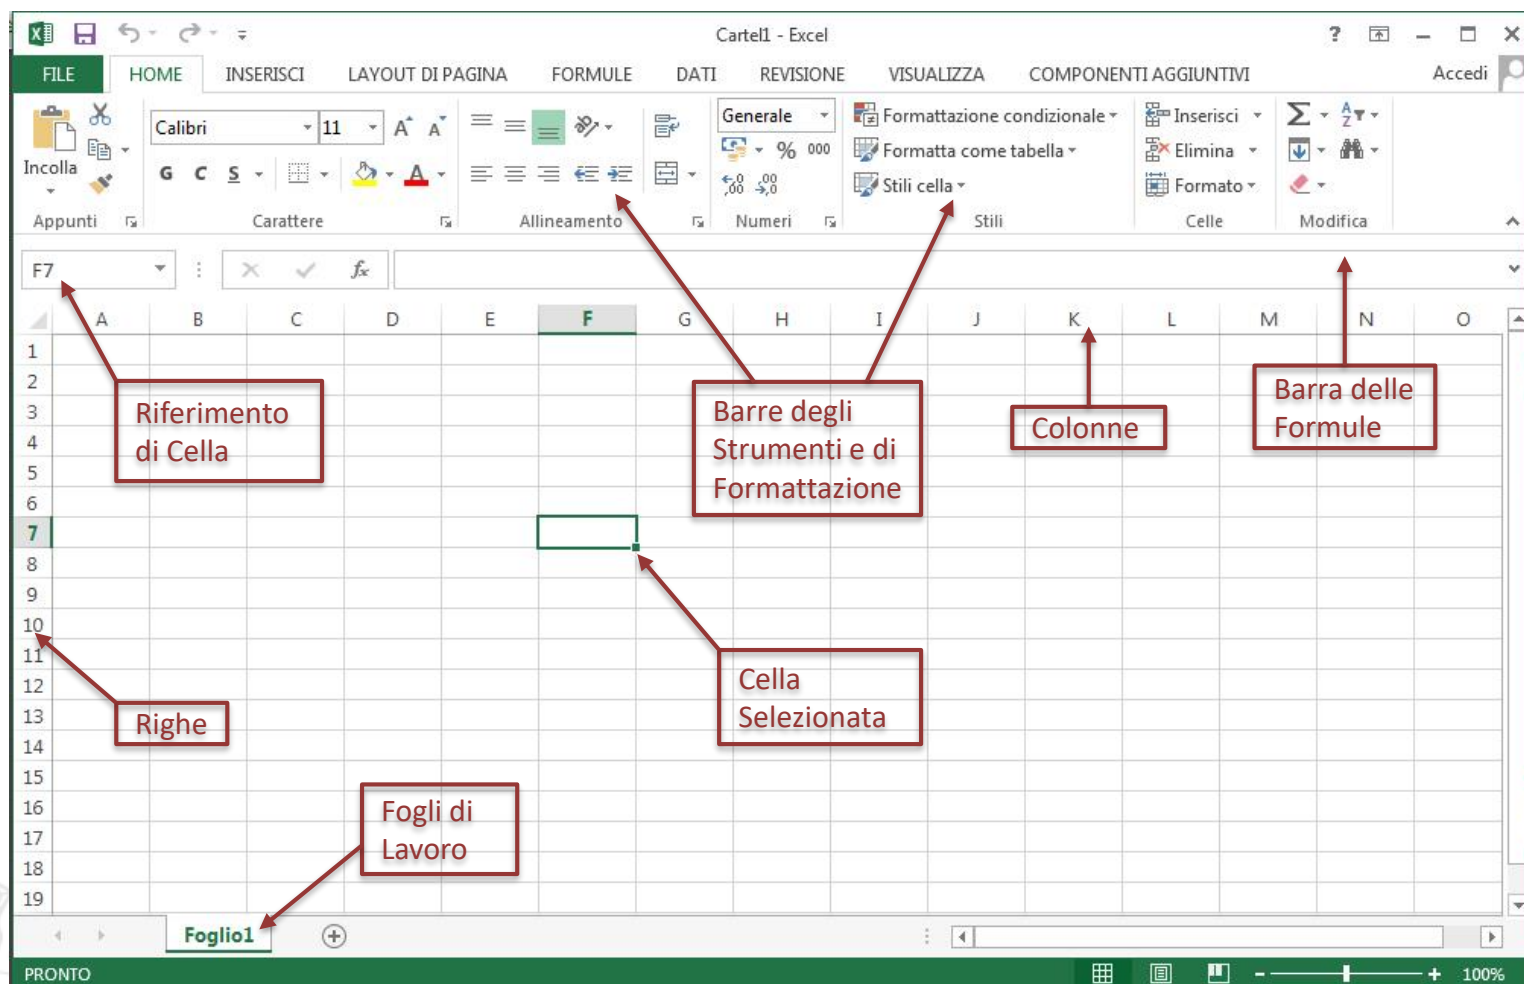 Cartel1 - Excel
FILE HOME INSERISCI LAYOUT DI PAGINA FORMULE DATI REVISIONE VISUALIZZA COMPONENTI AGGIUNTIVI Accedi
Incolla
Appunti
Calibri 11
G C S
Carattere
Allineamento
Generale
% 000
Numeri
Formattazione condizionale
Formatta come tabella
Stili cella
Stili
Inserisci
Elimina
Formato
Celle
Modifica
F7 fx
A B C D E F G H I J K L M N O
1
2
3
4
5
6
7
8
9
10
11
12
13
14
15
16
17
18
19
Riferimento
di Cella
Barre degli
Strumenti e di
Formattazione
Colonne
Barra delle
Formule
Cella
Selezionata
Righe
Fogli di
Lavoro
Foglio1
PRONTO 100%